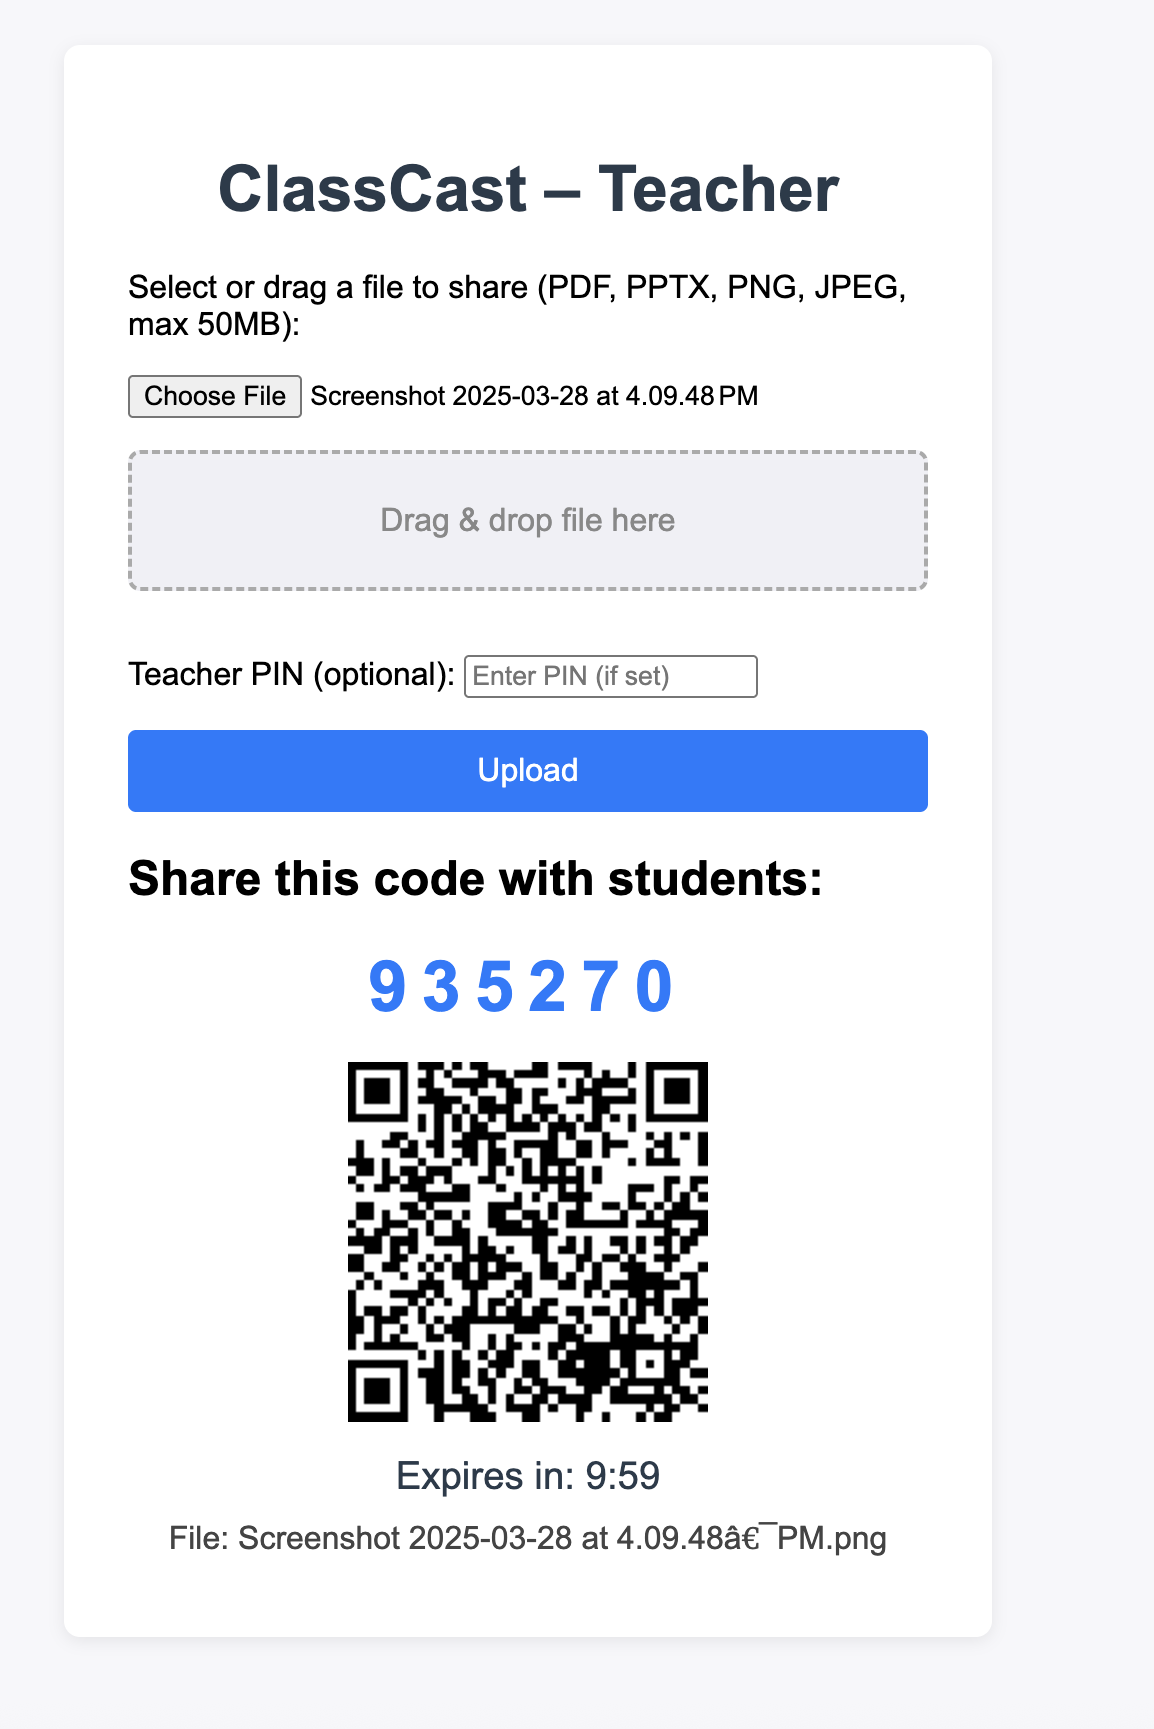 ClassCast – Teacher
Select or drag a file to share (PDF, PPTX, PNG, JPEG,
max 50MB):
Choose File Screenshot 2025-03-28 at 4.09.48 PM
Drag & drop file here
Teacher PIN (optional): Enter PIN (if set)
Upload
Share this code with students:
935270
Expires in: 9:59
File: Screenshot 2025-03-28 at 4.09.48â€¯PM.png